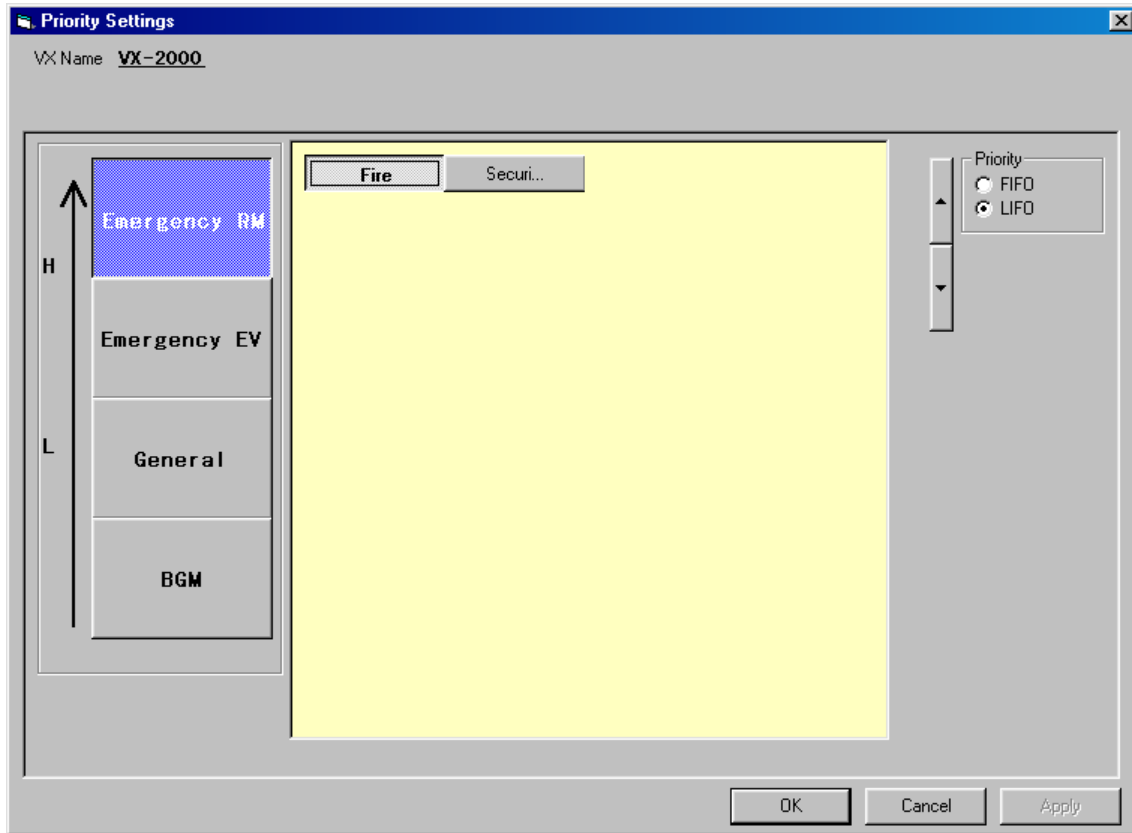 Priority Settings
VX Name VX-2000
H
L
Emergency RM
Emergency EV
General
BGM
Fire
Securi...
Priority
FIFO
LIFO
OK
Cancel
Apply